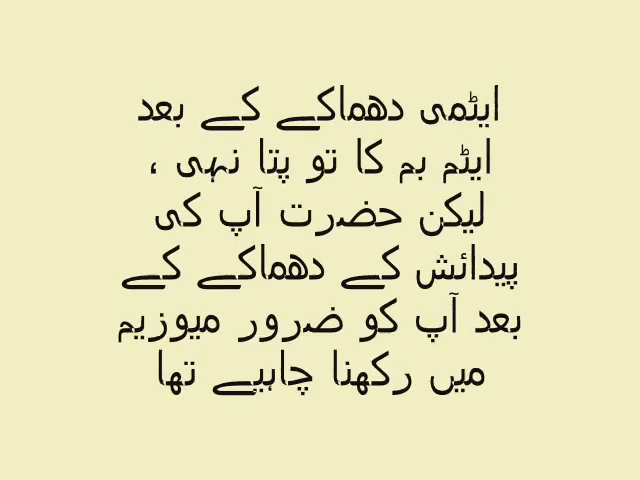 ایٹمی دھماکے کے بعد
ایٹم بم کا تو پتا نہی ،
لیکن حضرت آپ کی
پیدائش کے دھماکے کے
بعد آپ کو ضرور میوزیم
میں رکھنا چاہیے تھا